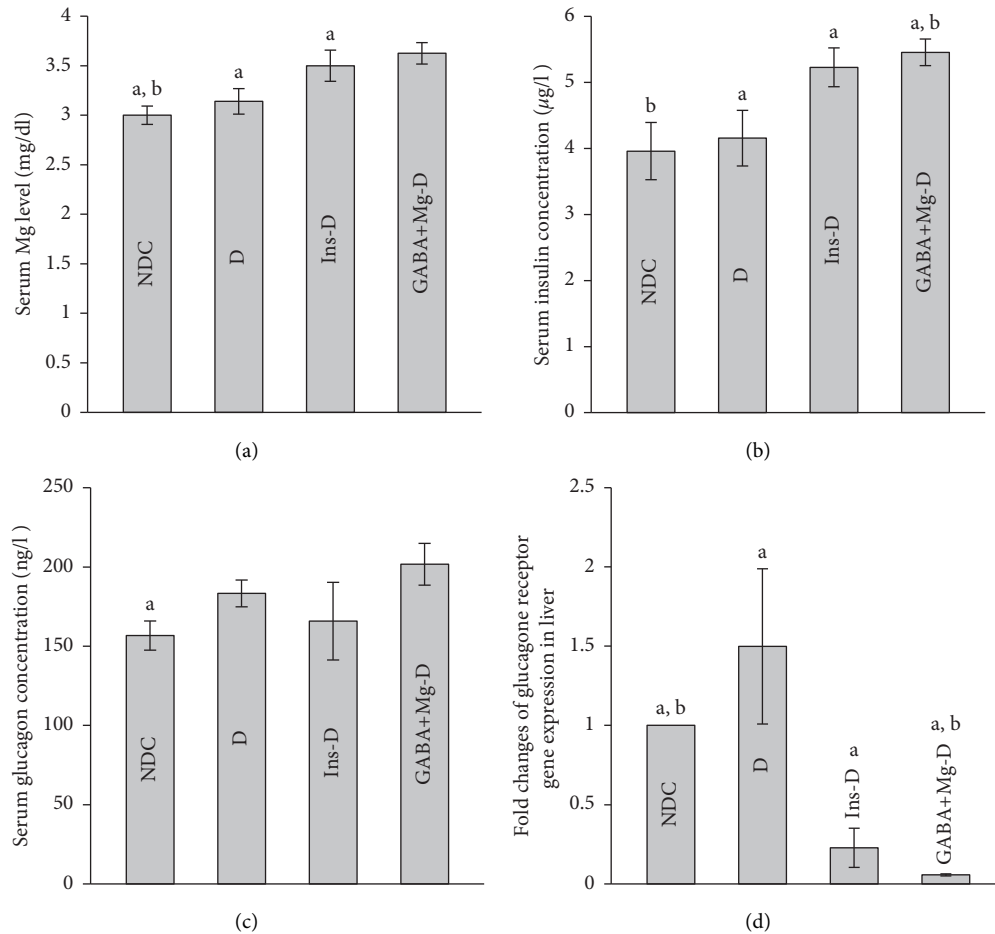 4
3.5
3
2.5
2
1.5
1
0.5
0
Serum Mg level (mg/dl)
a, b
a
a
NDC
D
Ins-D
GABA+Mg-D
(a)
6
5
4
3
2
1
0
Serum insulin concentration (µg/l)
b
a
a
a, b
NDC
D
Ins-D
GABA+Mg-D
(b)
250
200
150
100
50
0
Serum glucagon concentration (ng/l )
a
NDC
D
Ins-D
GABA+Mg-D
(c)
2.5
2
1.5
1
0.5
0
Fold changes of glucagone receptor
gene expression in liver
a, b
a
a
a, b
NDC
D
Ins-D
GABA+Mg-D
(d)